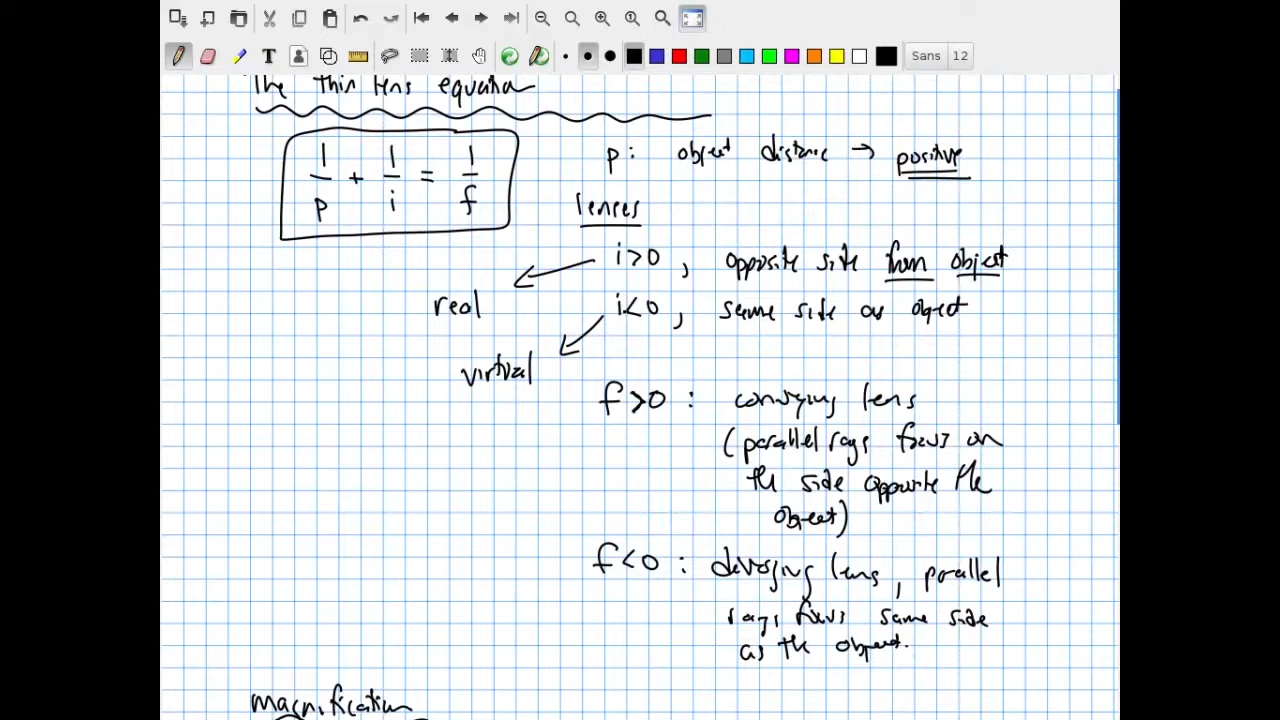 Sans 12
The thin lens equation
1/p + 1/i = 1/f
p: object distance → positive
lenses
i>0, opposite side from object
real
i<0, same side as object
virtual
f>0: converging lens
(parallel rays focus on
the side opposite the
object)
f<0: diverging lens, parallel
rays focus same side
as the object.
magnification